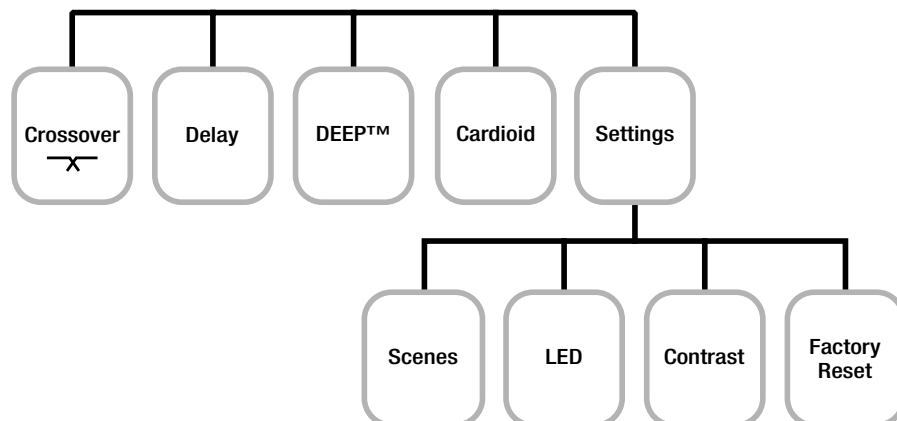 Crossover
Delay
DEEP™
Cardioid
Settings
Scenes
LED
Contrast
Factory
Reset